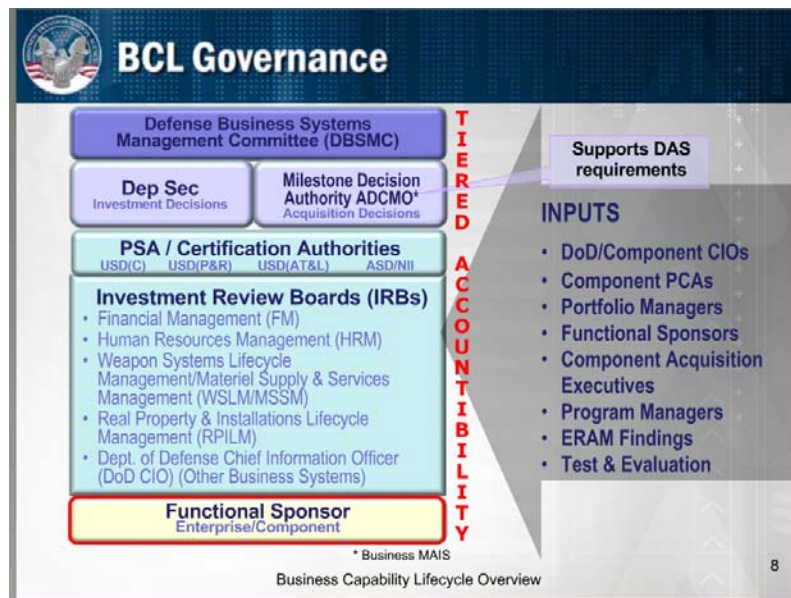 BCL Governance
Defense Business Systems
Management Committee (DBSMC)
Dep Sec
Investment Decisions
Milestone Decision
Authority ADCMO*
Acquisition Decisions
Supports DAS
requirements
PSA / Certification Authorities
USD(C) USD(P&R) USD(AT&L) ASD/NII
Investment Review Boards (IRBs)
• Financial Management (FM)
• Human Resources Management (HRM)
• Weapon Systems Lifecycle
Management/Materiel Supply & Services
Management (WSLM/MSSM)
• Real Property & Installations Lifecycle
Management (RPILM)
• Dept. of Defense Chief Information Officer
(DoD CIO) (Other Business Systems)
Functional Sponsor
Enterprise/Component
TIERED ACCOUNTIBILITY
INPUTS
• DoD/Component CIOs
• Component PCAs
• Portfolio Managers
• Functional Sponsors
• Component Acquisition
Executives
• Program Managers
• ERAM Findings
• Test & Evaluation
* Business MAIS
Business Capability Lifecycle Overview
8